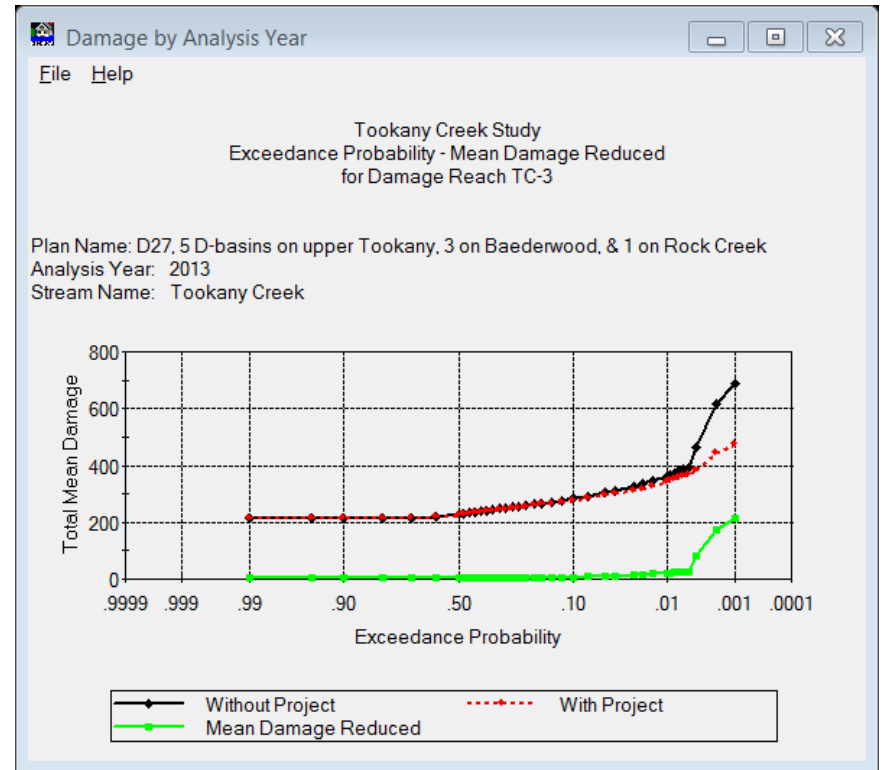 Damage by Analysis Year
File Help
Tookany Creek Study
Exceedance Probability - Mean Damage Reduced
for Damage Reach TC-3
Plan Name: D27, 5 D-basins on upper Tookany, 3 on Baederwood, & 1 on Rock Creek
Analysis Year: 2013
Stream Name: Tookany Creek
Total Mean Damage
800
600
400
200
0
.9999 .999 .99 .90 .50 .10 .01 .001 .0001
Exceedance Probability
Without Project With Project
Mean Damage Reduced